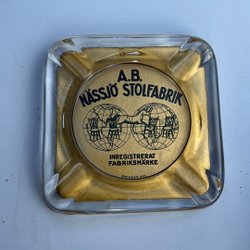 A.B.
NÄSSJÖ STOLFABRIK
INREGISTRERAT
FABRIKSMÄRKE